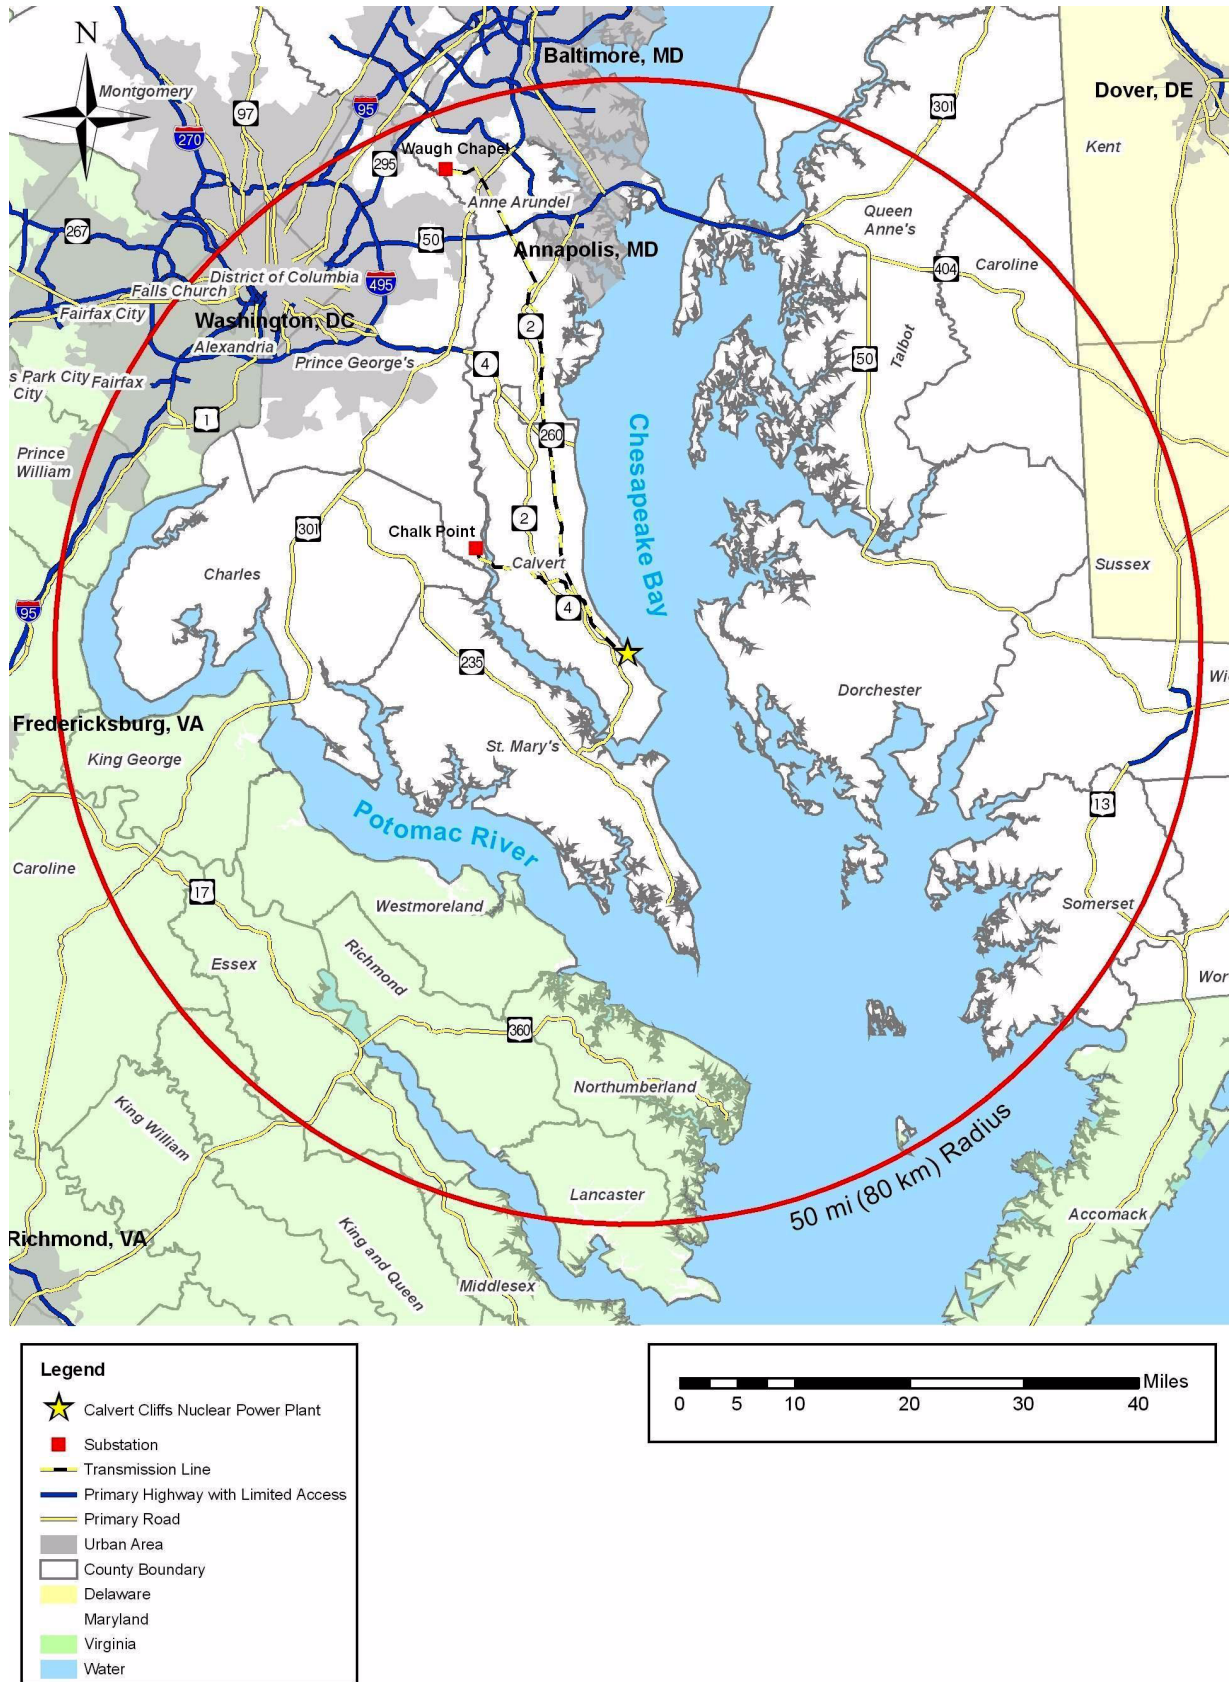 N
Baltimore, MD
Montgomery
97
95
270
301
Dover, DE
Kent
Waugh Chapel
295
Anne Arundel
Queen
Anne's
267
50
Annapolis, MD
404
Caroline
District of Columbia
Falls Church
495
Fairfax City
Washington, DC
2
Alexandria
Prince George's
4
50
Talbot
s Park City
City
Fairfax
1
260
Chesapeake Bay
Prince
William
2
301
Chalk Point
Charles
Calvert
Sussex
95
4
235
Dorchester
Wi
Fredericksburg, VA
King George
St. Mary's
13
Potomac River
Caroline
17
Westmoreland
Somerset
Essex
Richmond
Wor
360
Northumberland
King
William
50 mi (80 km) Radius
Lancaster
Accomack
Richmond, VA
King and Queen
Middlesex
Legend
Calvert Cliffs Nuclear Power Plant
Substation
Transmission Line
Primary Highway with Limited Access
Primary Road
Urban Area
County Boundary
Delaware
Maryland
Virginia
Water
Miles
0 5 10 20 30 40